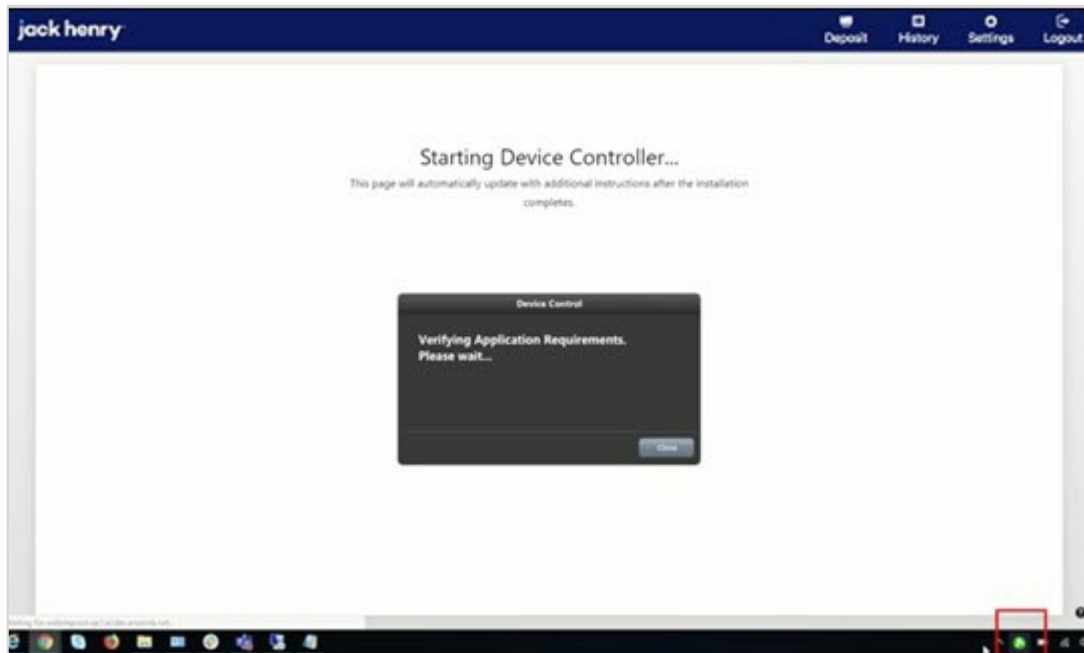 jack henry
Deposit
History
Settings
Logout
Starting Device Controller...
This page will automatically update with additional instructions after the installation
completes.
Device Control
Verifying Application Requirements.
Please wait...
Close